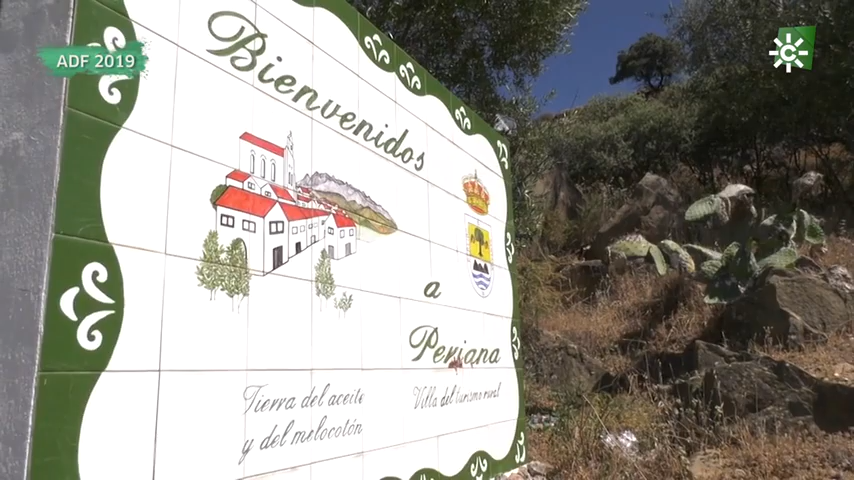 ADF 2019
Bienvenidos
a
Periana
Tierra del aceite
y del melocotón
Villa del turismo rural